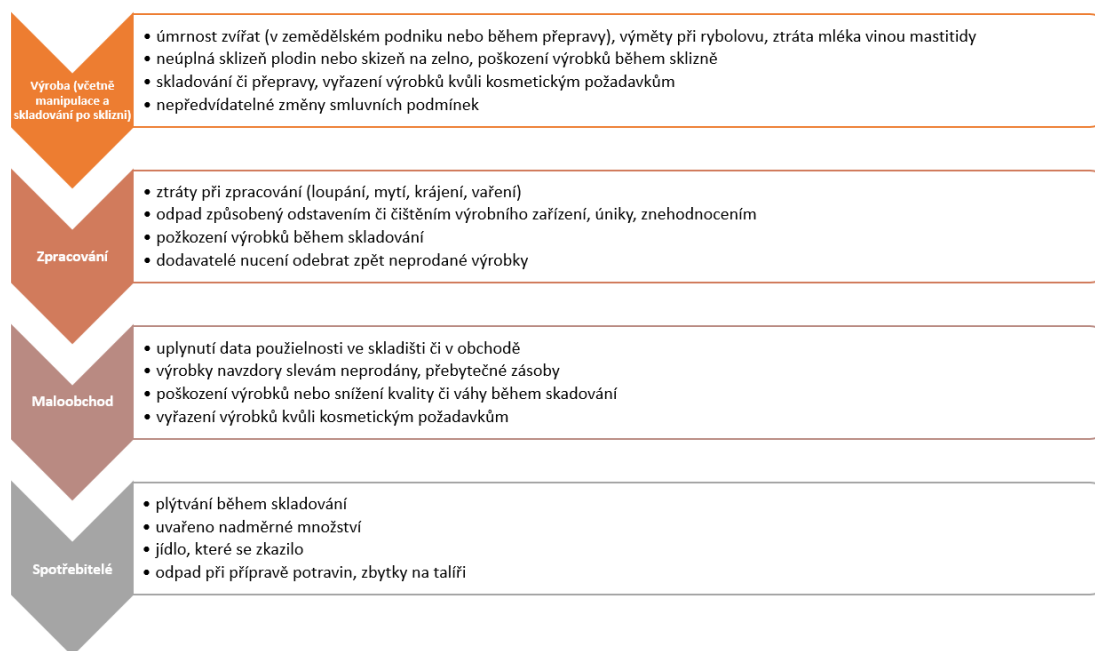 Výroba (včetně
manipulace a
skladování po sklizni)
• úmrnost zvířat (v zemědělském podniku nebo během přepravy), výměty při rybolovu, ztráta mléka vinou mastitidy
• neúplná sklizeň plodin nebo skizeň na zelno, poškození výrobků během sklizně
• skladování či přepravy, vyřazení výrobků kvůli kosmetickým požadavkům
• nepředvídatelné změny smluvních podmínek
Zpracování
• ztráty při zpracování (loupání, mytí, krájení, vaření)
• odpad způsobený odstavením či čištěním výrobního zařízení, úniky, znehodnocením
• požkození výrobků během skladování
• dodavatelé nucení odebrat zpět neprodané výrobky
Maloobchod
• uplynutí data použielnosti ve skladišti či v obchodě
• výrobky navzdory slevám neprodány, přebytečné zásoby
• poškození výrobků nebo snížení kvality či váhy během skadování
• vyřazení výrobků kvůli kosmetickým požadavkům
Spotřebitelé
• plýtvání během skladování
• uvařeno nadměrné množství
• jídlo, které se zkazilo
• odpad při přípravě potravin, zbytky na talíři